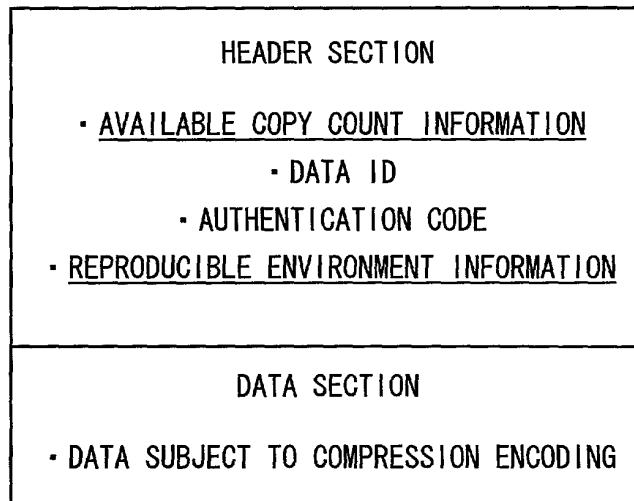 HEADER SECTION
· AVAILABLE COPY COUNT INFORMATION
· DATA ID
· AUTHENTICATION CODE
· REPRODUCIBLE ENVIRONMENT INFORMATION
DATA SECTION
· DATA SUBJECT TO COMPRESSION ENCODING